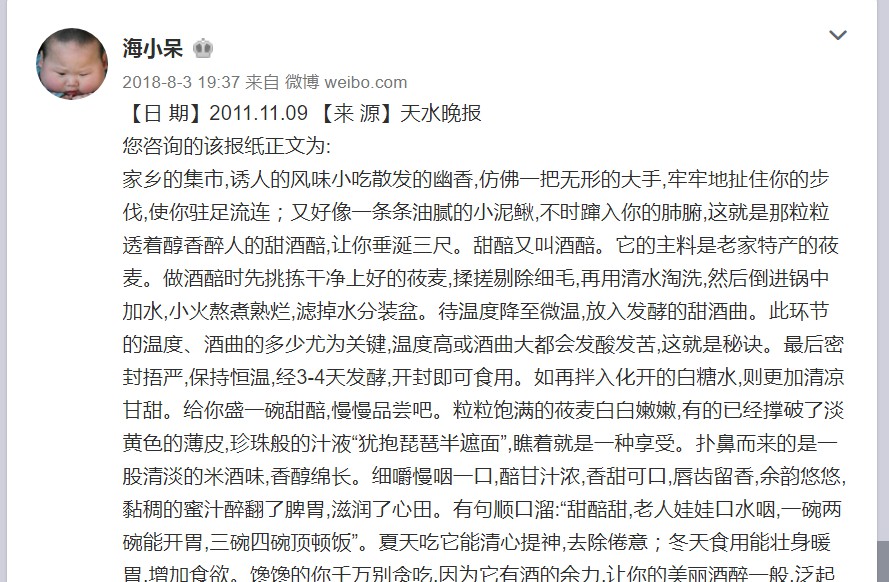 海小呆
2018-8-3 19:37 来自 微博 weibo.com
【日 期】2011.11.09 【来 源】天水晚报
您咨询的该报纸正文为:
家乡的集市,诱人的风味小吃散发的幽香,仿佛一把无形的大手,牢牢地扯住你的步
伐,使你驻足流连；又好像一条条油腻的小泥鳅,不时蹿入你的肺腑,这就是那粒粒
透着醇香醉人的甜酒醅,让你垂涎三尺。甜醅又叫酒醅。它的主料是老家特产的莜
麦。做酒醅时先挑拣干净上好的莜麦,揉搓剔除细毛,再用清水淘洗,然后倒进锅中
加水,小火熬煮熟烂,滤掉水分装盆。待温度降至微温,放入发酵的甜酒曲。此环节
的温度、酒曲的多少尤为关键,温度高或酒曲大都会发酸发苦,这就是秘诀。最后密
封捂严,保持恒温,经3-4天发酵,开封即可食用。如再拌入化开的白糖水,则更加清凉
甘甜。给你盛一碗甜醅,慢慢品尝吧。粒粒饱满的莜麦白白嫩嫩,有的已经撑破了淡
黄色的薄皮,珍珠般的汁液“犹抱琵琶半遮面”,瞧着就是一种享受。扑鼻而来的是一
股清淡的米酒味,香醇绵长。细嚼慢咽一口,醅甘汁浓,香甜可口,唇齿留香,余韵悠悠,
黏稠的蜜汁醉翻了脾胃,滋润了心田。有句顺口溜:“甜醅甜,老人娃娃口水咽,一碗两
碗能开胃,三碗四碗顶顿饭”。夏天吃它能清心提神,去除倦意；冬天食用能壮身暖
胃,增加食欲。馋馋的你千万别贪吃,因为它有酒的余力,让你的美丽酒醉一般,泛起